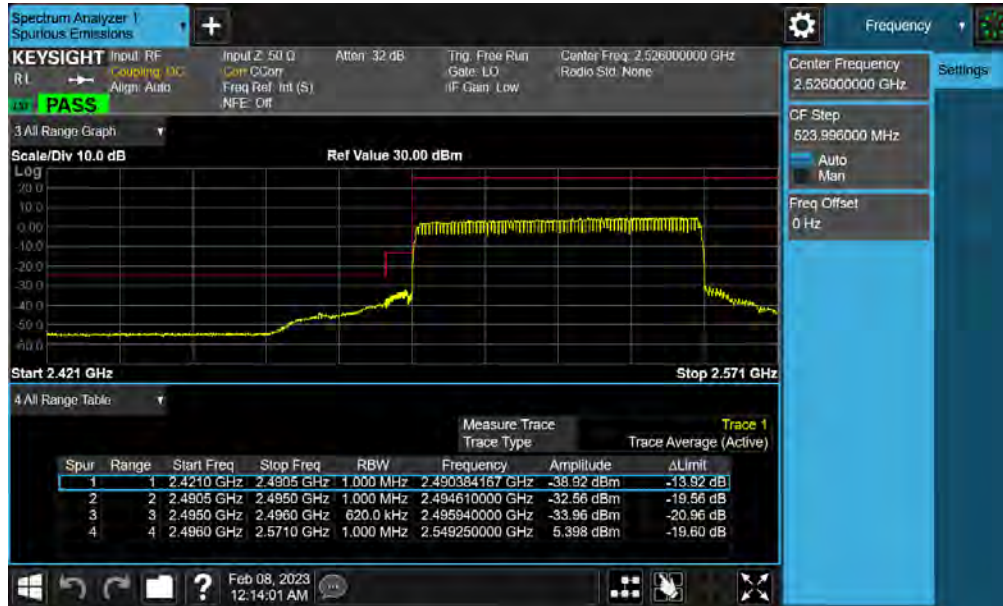 Spectrum Analyzer 1
Spurious Emissions
+
Frequency
KEYSIGHT Input: RF Input Z: 50 Ω Atten: 32 dB Trig: Free Run Center Freq: 2.526000000 GHz
RL Coupling: DC Corr CCorr Gate: LO Radio Std: None
Align: Auto Freq Ref: Int (S) IF Gain: Low
PASS NFE: Off
Center Frequency
2.526000000 GHz
Settings
CF Step
523.996000 MHz
Auto
Man
Freq Offset
0 Hz
3 All Range Graph
Scale/Div 10.0 dB Ref Value 30.00 dBm
Log
20.0
10.0
0.00
-10.0
-20.0
-30.0
-40.0
-50.0
-60.0
Start 2.421 GHz Stop 2.571 GHz
4 All Range Table
Measure Trace Trace 1
Trace Type Trace Average (Active)
Spur Range Start Freq Stop Freq RBW Frequency Amplitude ΔLimit
1 1 2.4210 GHz 2.4905 GHz 1.000 MHz 2.490384167 GHz -38.92 dBm -13.92 dB
2 2 2.4905 GHz 2.4950 GHz 1.000 MHz 2.494610000 GHz -32.56 dBm -19.56 dB
3 3 2.4950 GHz 2.4960 GHz 620.0 kHz 2.495940000 GHz -33.96 dBm -20.96 dB
4 4 2.4960 GHz 2.5710 GHz 1.000 MHz 2.549250000 GHz 5.398 dBm -19.60 dB
?
Feb 08, 2023
12:14:01 AM